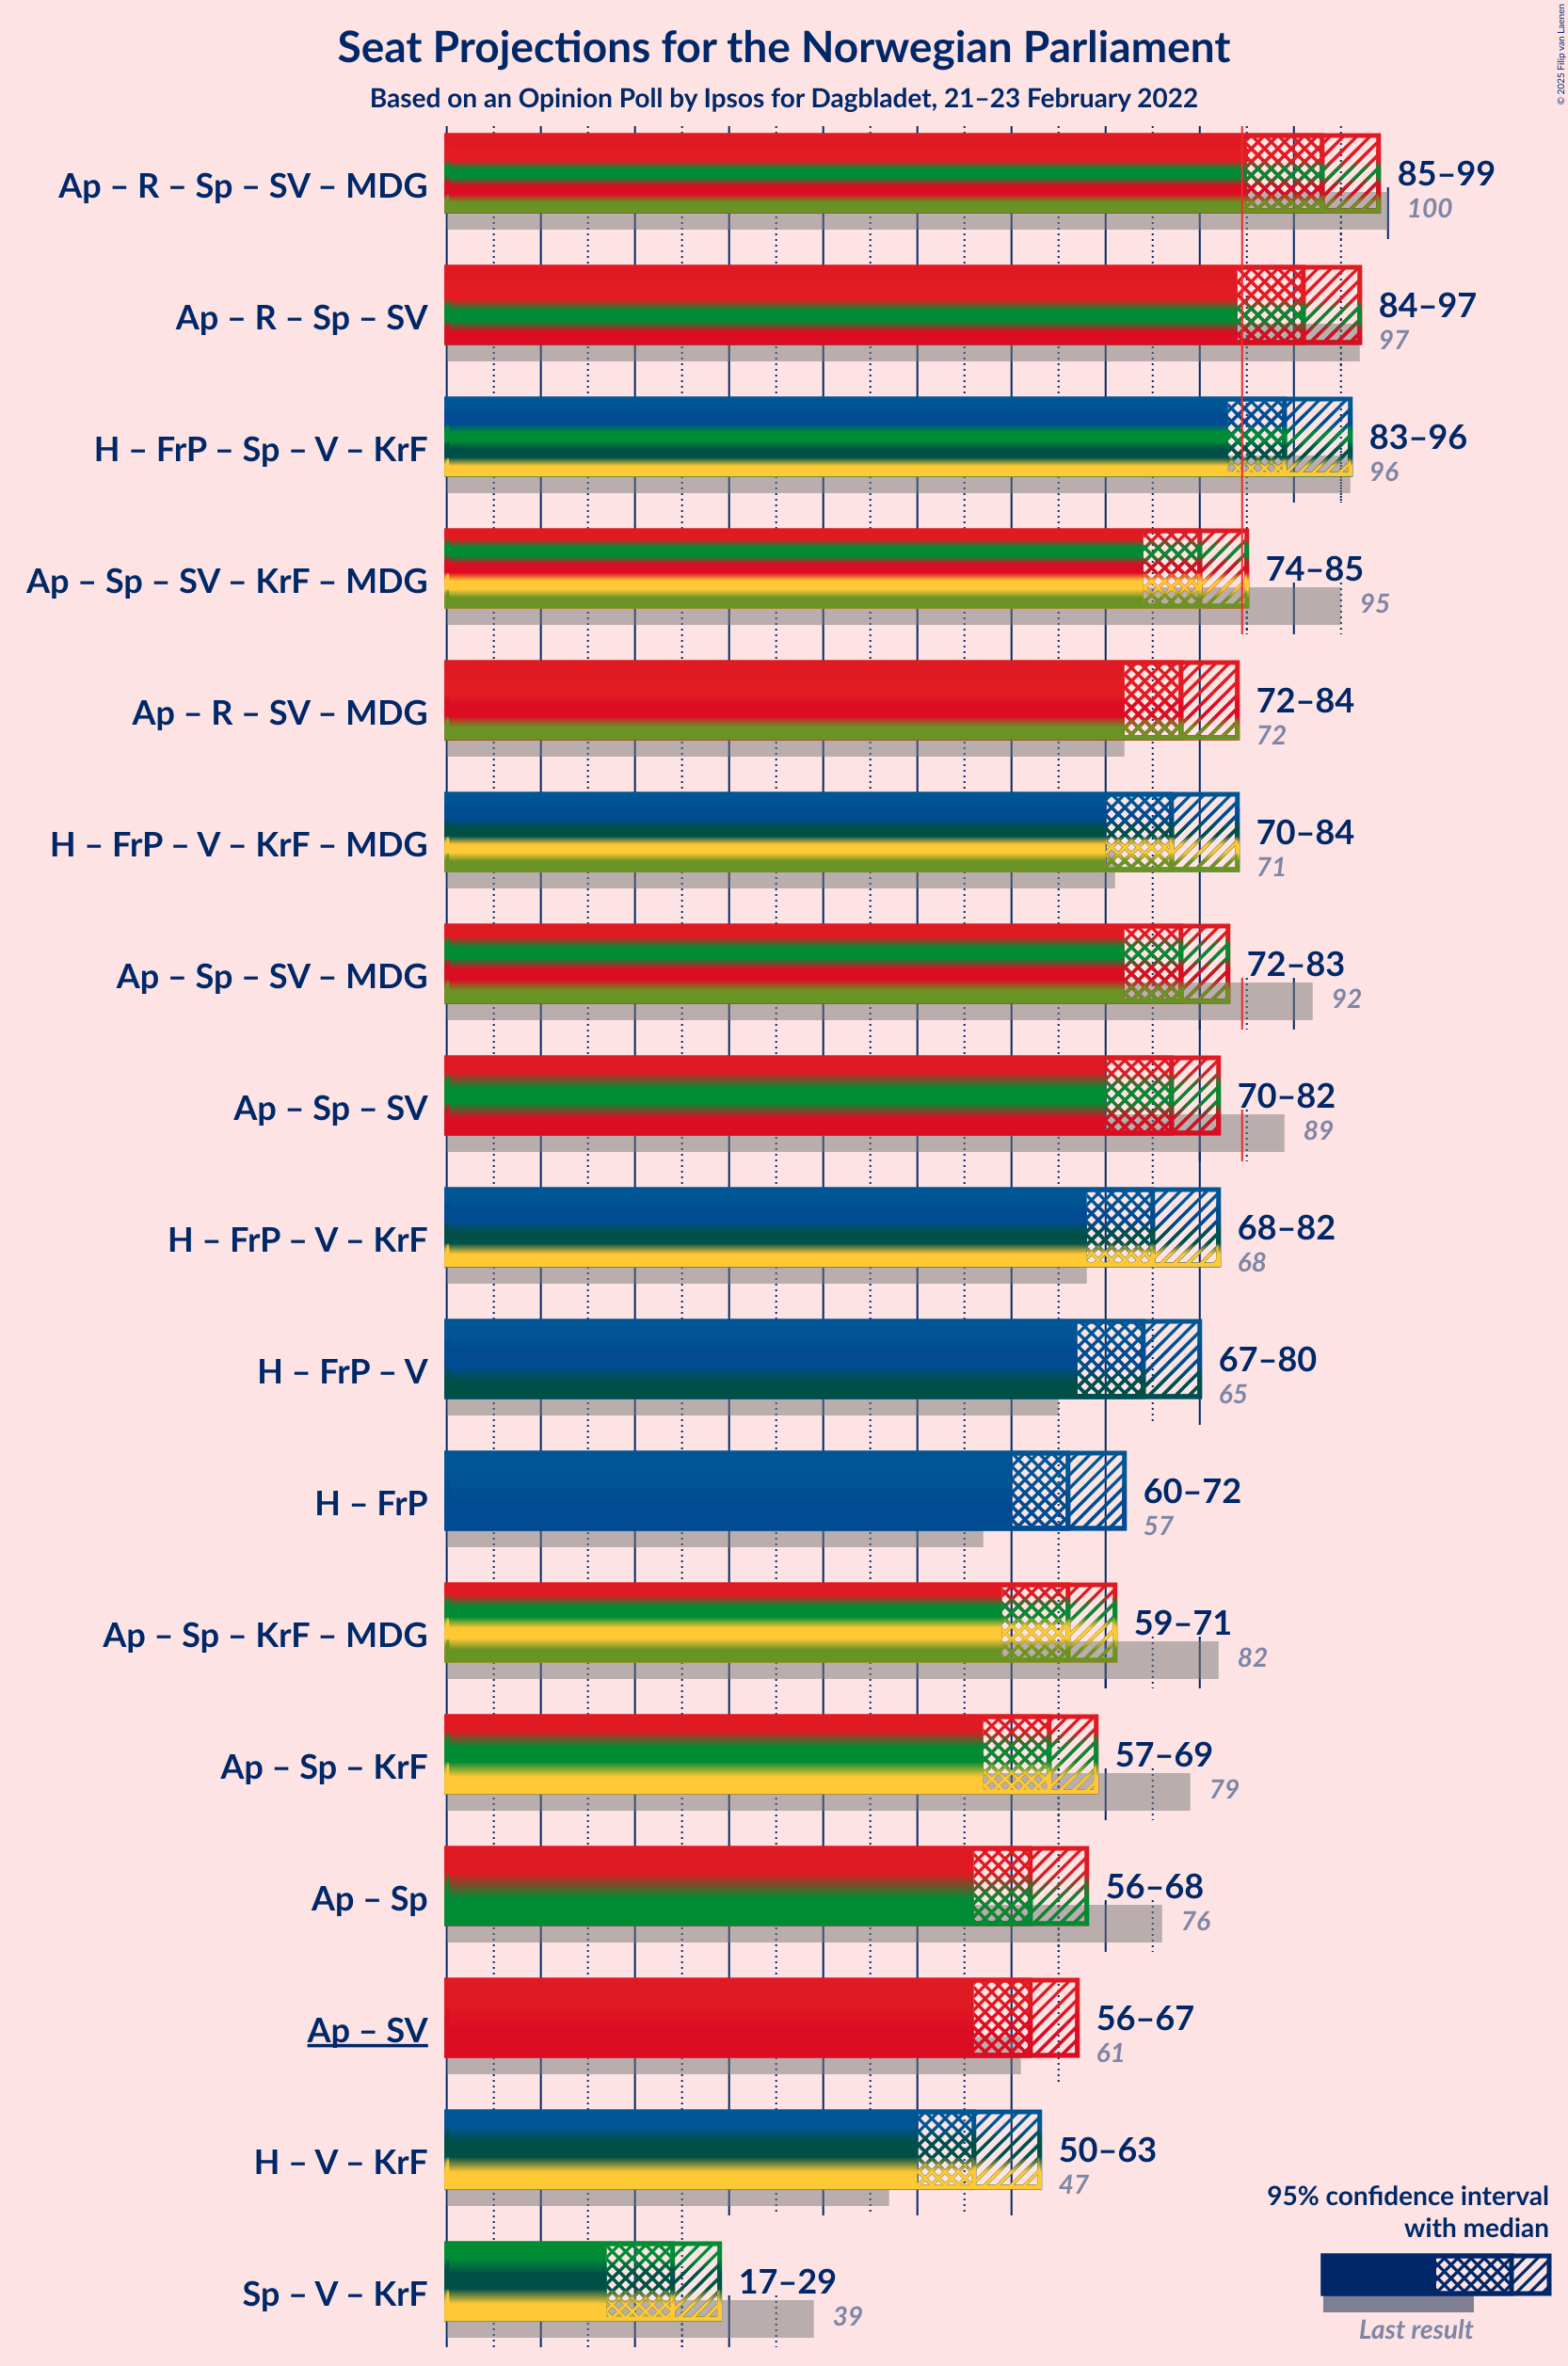 Seat Projections for the Norwegian Parliament
Based on an Opinion Poll by Ipsos for Dagbladet, 21–23 February 2022
© 2025 Filip van Laenen
Ap – R – Sp – SV – MDG
85–99
100
Ap – R – Sp – SV
84–97
97
H – FrP – Sp – V – KrF
83–96
96
Ap – Sp – SV – KrF – MDG
74–85
95
Ap – R – SV – MDG
72–84
72
H – FrP – V – KrF – MDG
70–84
71
Ap – Sp – SV – MDG
72–83
92
Ap – Sp – SV
70–82
89
H – FrP – V – KrF
68–82
68
H – FrP – V
67–80
65
H – FrP
60–72
57
Ap – Sp – KrF – MDG
59–71
82
Ap – Sp – KrF
57–69
79
Ap – Sp
56–68
76
Ap – SV
56–67
61
H – V – KrF
50–63
47
Sp – V – KrF
17–29
39
95% confidence interval
with median
Last result